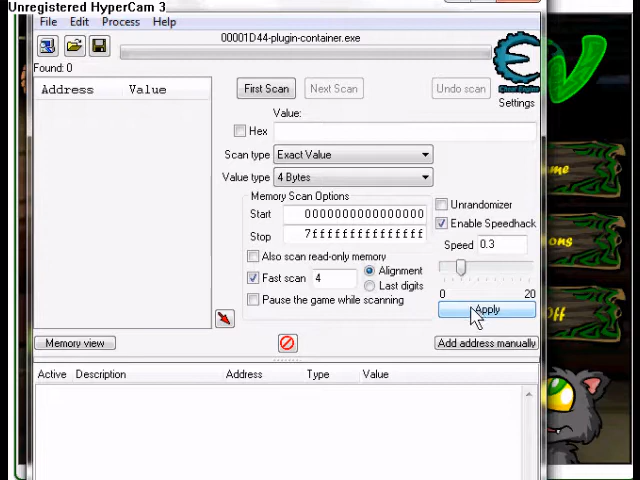 Unregistered HyperCam 3
File Edit Process Help
00001D44-plugin-container.exe
Found: 0
Address Value
First Scan Next Scan Undo scan
Settings
Value:
Hex
Scan type Exact Value
Value type 4 Bytes
Memory Scan Options
Unrandomizer
Start 0000000000000000
Enable Speedhack
Stop 7fffffffffffffff
Speed 0.3
Also scan read-only memory
Fast scan 4 Alignment
Last digits
0 20
Pause the game while scanning
Apply
Memory view Add address manually
Active Description Address Type Value